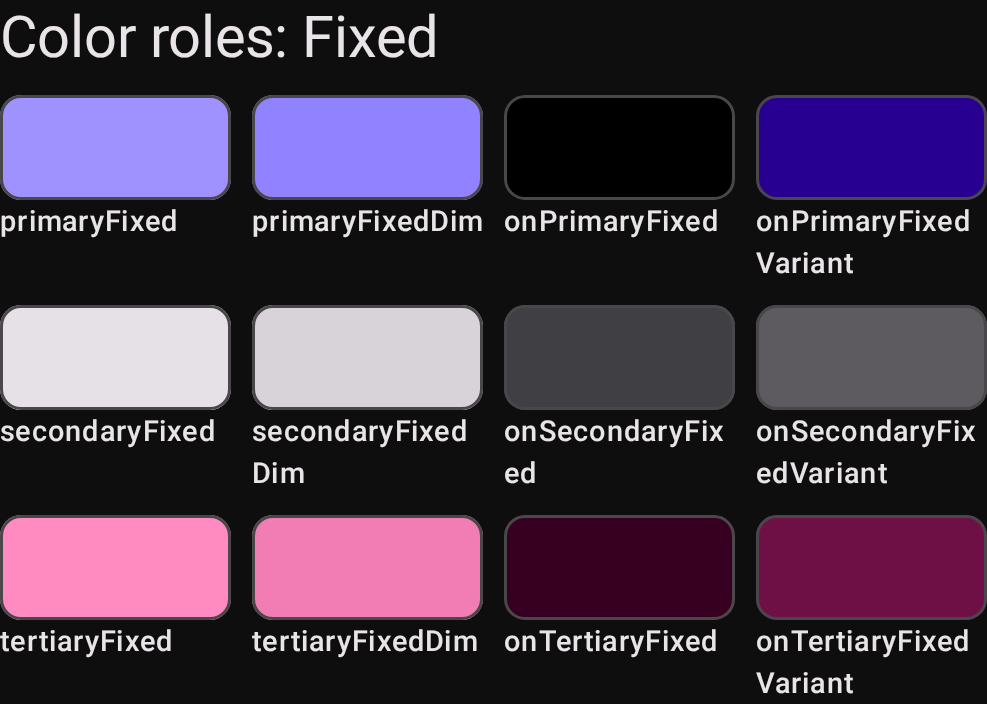 Color roles: Fixed
primaryFixed
primaryFixedDim
onPrimaryFixed
onPrimaryFixed
Variant
secondaryFixed
secondaryFixed
Dim
onSecondaryFix
ed
onSecondaryFix
edVariant
tertiaryFixed
tertiaryFixedDim
onTertiaryFixed
onTertiaryFixed
Variant